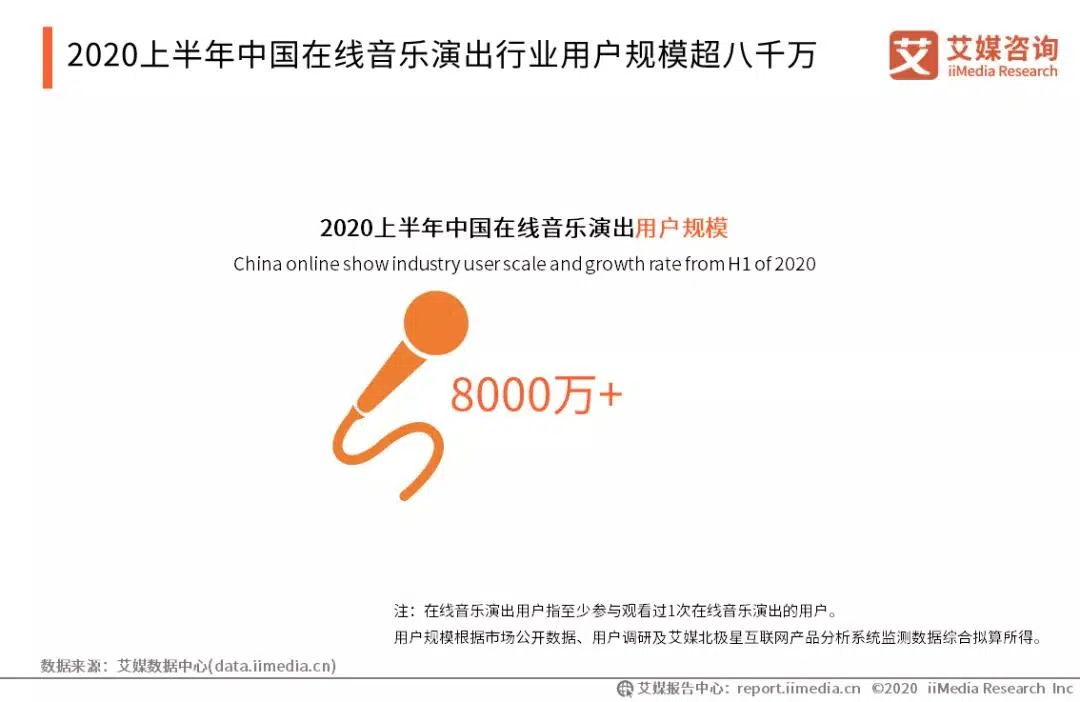 2020上半年中国在线音乐演出行业用户规模超八千万
艾 艾媒咨询
iiMedia Research
2020上半年中国在线音乐演出用户规模
China online show industry user scale and growth rate from H1 of 2020
8000万+
注：在线音乐演出用户指至少参与观看过1次在线音乐演出的用户。
用户规模根据市场公开数据、用户调研及艾媒北极星互联网产品分析系统监测数据综合拟算所得。
数据来源：艾媒数据中心(data.iimedia.cn)
艾媒报告中心：report.iimedia.cn ©2020 iiMedia Research Inc